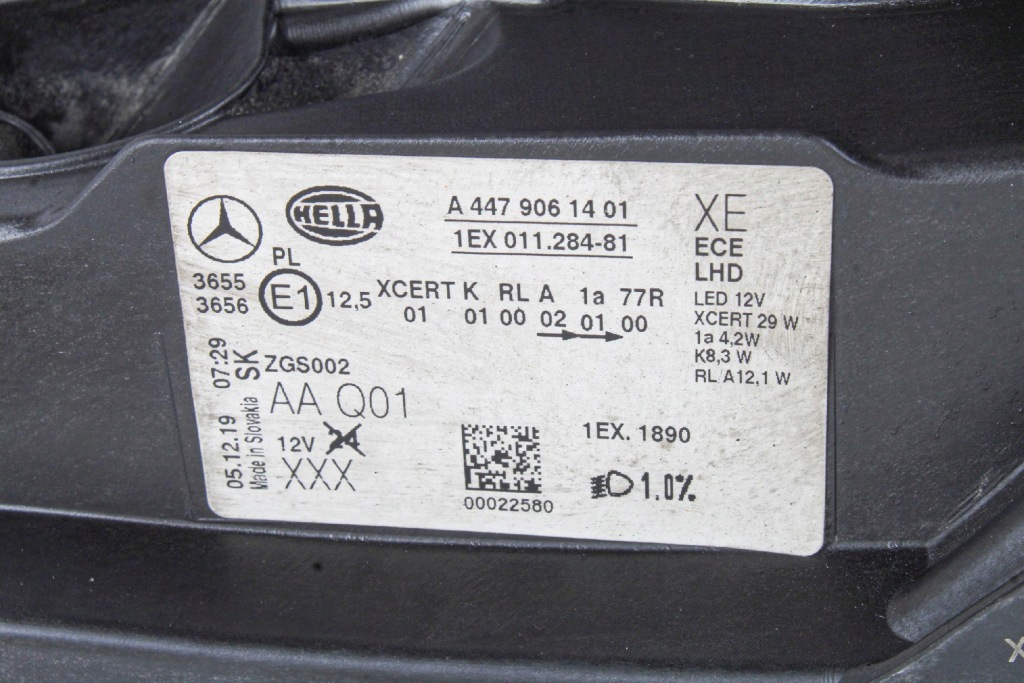 HELLA
A 447 906 14 01
1EX 011.284-81
XE
ECE
LHD
LED 12V
XCERT 29 W
1a 4,2W
K8,3 W
RL A12,1 W
PL
3655
3656
E1
12,5
XCERT K RL A 1a 77R
01 01 00 02 01 00
ZGS002
AA Q01
12V 24
XXX
05.12.19 07:29
Made in Slovakia SK
00022580
1EX. 1890
1.0%
X